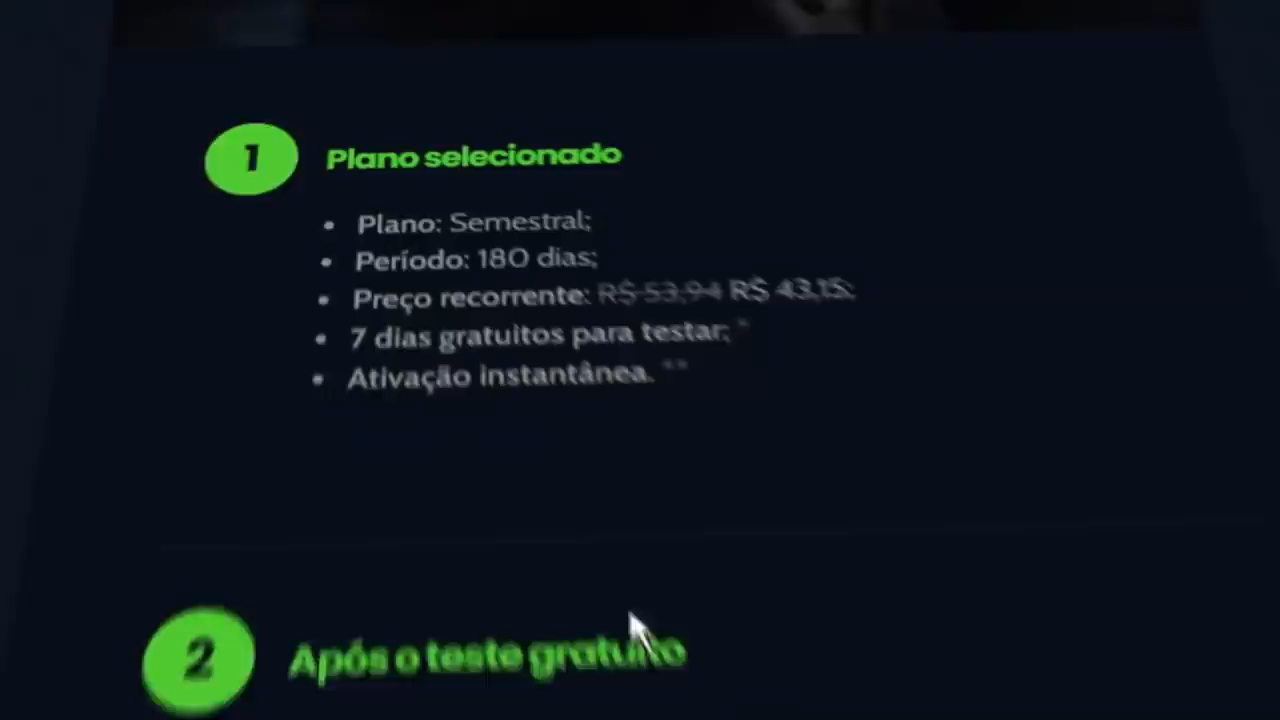 1
Plano selecionado
• Plano: Semestral;
• Período: 180 dias;
• Preço recorrente: R$ 53,94 R$ 43,15;
• 7 dias gratuitos para testar; *
• Ativação instantânea. **
2
Após o teste gratuito